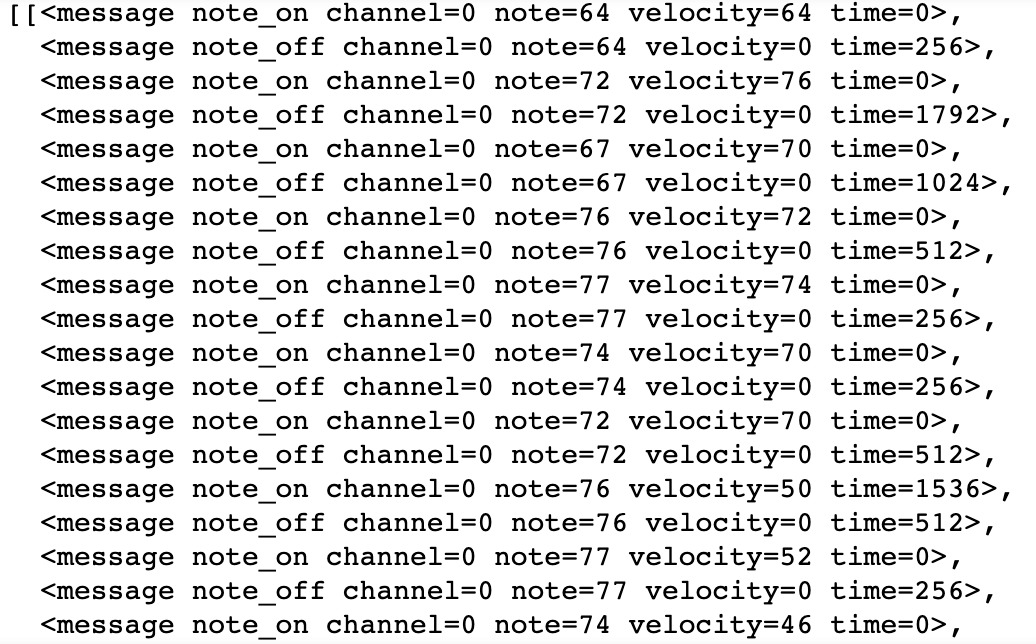 [[<message note_on channel=0 note=64 velocity=64 time=0>,
<message note_off channel=0 note=64 velocity=0 time=256>,
<message note_on channel=0 note=72 velocity=76 time=0>,
<message note_off channel=0 note=72 velocity=0 time=1792>,
<message note_on channel=0 note=67 velocity=70 time=0>,
<message note_off channel=0 note=67 velocity=0 time=1024>,
<message note_on channel=0 note=76 velocity=72 time=0>,
<message note_off channel=0 note=76 velocity=0 time=512>,
<message note_on channel=0 note=77 velocity=74 time=0>,
<message note_off channel=0 note=77 velocity=0 time=256>,
<message note_on channel=0 note=74 velocity=70 time=0>,
<message note_off channel=0 note=74 velocity=0 time=256>,
<message note_on channel=0 note=72 velocity=70 time=0>,
<message note_off channel=0 note=72 velocity=0 time=512>,
<message note_on channel=0 note=76 velocity=50 time=1536>,
<message note_off channel=0 note=76 velocity=0 time=512>,
<message note_on channel=0 note=77 velocity=52 time=0>,
<message note_off channel=0 note=77 velocity=0 time=256>,
<message note_on channel=0 note=74 velocity=46 time=0>,